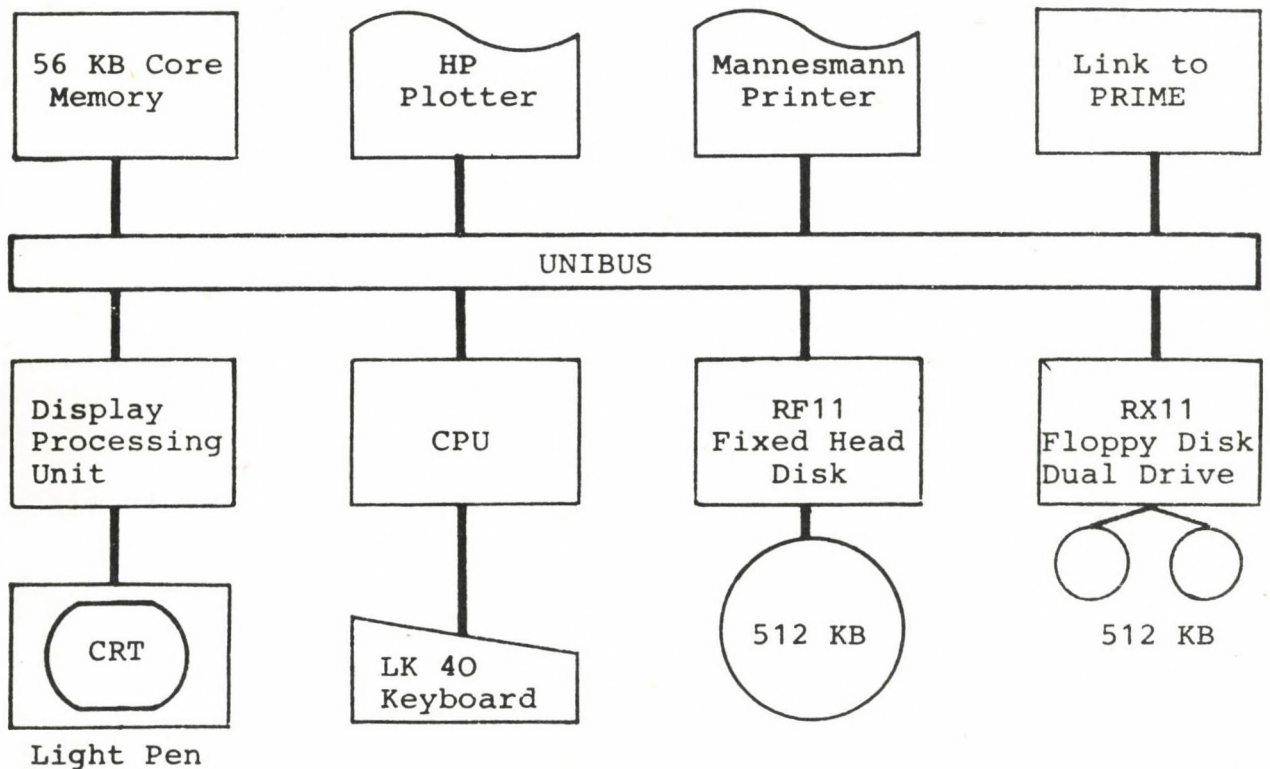 56 KB Core
Memory
HP
Plotter
Mannesmann
Printer
Link to
PRIME
UNIBUS
Display
Processing
Unit
CPU
RF11
Fixed Head
Disk
RX11
Floppy Disk
Dual Drive
CRT
LK 40
Keyboard
512 KB
512 KB
Light Pen